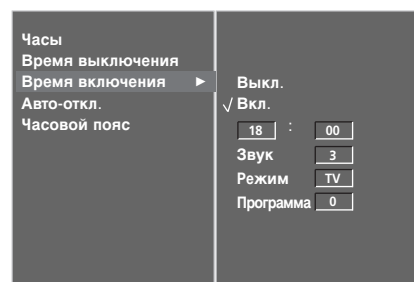 Часы
Время выключения
Время включения ►
Авто-откл.
Часовой пояс
Выкл.
√ Вкл.
18 : 00
Звук 3
Режим TV
Программа 0